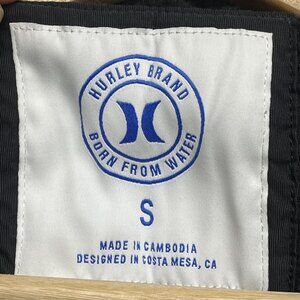 HURLEY BRAND
BORN FROM WATER
S
MADE IN CAMBODIA
DESIGNED IN COSTA MESA, CA